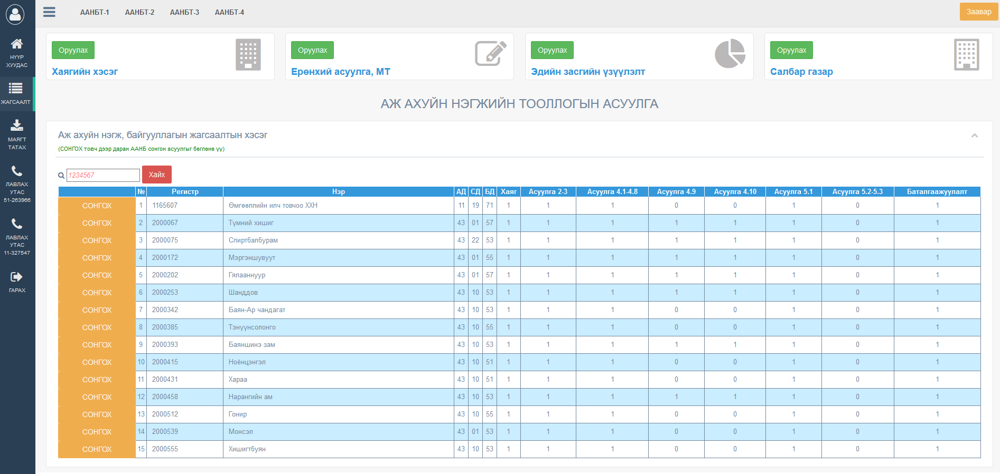 ААНБТ-1 ААНБТ-2 ААНБТ-3 ААНБТ-4 Заавар
НҮҮР
ХУУДАС
ЖАГСААЛТ
МАЯГТ
ТАТАХ
ЛАВЛАХ
УТАС
51-263966
ЛАВЛАХ
УТАС
11-327547
ГАРАХ
Оруулах
Хаягийн хэсэг
Оруулах
Ерөнхий асуулга, МТ
Оруулах
Эдийн засгийн үзүүлэлт
Оруулах
Салбар газар
АЖ АХУЙН НЭГЖИЙН ТООЛЛОГЫН АСУУЛГА
Аж ахуйн нэгж, байгууллагын жагсаалтын хэсэг
(СОНГОХ товч дээр даран ААНБ сонгон асуулгыг бөглөнө үү)
1234567 Хайх
№ Регистр Нэр АД СД БД Хаяг Асуулга 2-3 Асуулга 4.1-4.8 Асуулга 4.9 Асуулга 4.10 Асуулга 5.1 Асуулга 5.2-5.3 Баталгаажуулалт
СОНГОХ 1 1165607 Өмгөөллийн илч товчоо ХХН 11 19 71 1 1 1 0 0 1 0 1
СОНГОХ 2 2000067 Түмний хишиг 43 01 57 1 1 1 1 1 1 0 1
СОНГОХ 3 2000075 Спиртбалбурам 43 22 53 1 1 1 1 1 1 0 1
СОНГОХ 4 2000172 Мэргэншувуут 43 01 55 1 1 1 1 1 1 0 1
СОНГОХ 5 2000202 Гялааннуур 43 01 57 1 1 1 1 1 1 0 1
СОНГОХ 6 2000253 Шанддов 43 10 53 1 1 1 1 1 1 0 1
СОНГОХ 7 2000342 Баян-Ар чандагат 43 10 53 1 1 1 0 0 1 0 1
СОНГОХ 8 2000385 Тэнүүнсолонго 43 10 55 1 1 1 0 0 1 0 1
СОНГОХ 9 2000393 Баяншинэ зам 43 10 53 1 1 1 1 1 1 0 1
СОНГОХ 10 2000415 Ноёнцэнгэл 43 10 51 1 1 1 0 0 1 0 1
СОНГОХ 11 2000431 Хараа 43 10 51 1 1 1 0 0 1 0 1
СОНГОХ 12 2000458 Нарангийн ам 43 10 53 1 1 1 1 1 1 0 1
СОНГОХ 13 2000512 Гонир 43 10 55 1 1 1 0 0 1 0 1
СОНГОХ 14 2000539 Монсэл 43 01 53 1 1 1 0 0 1 0 1
СОНГОХ 15 2000555 Хишигтбуян 43 10 53 1 1 1 0 0 1 0 1